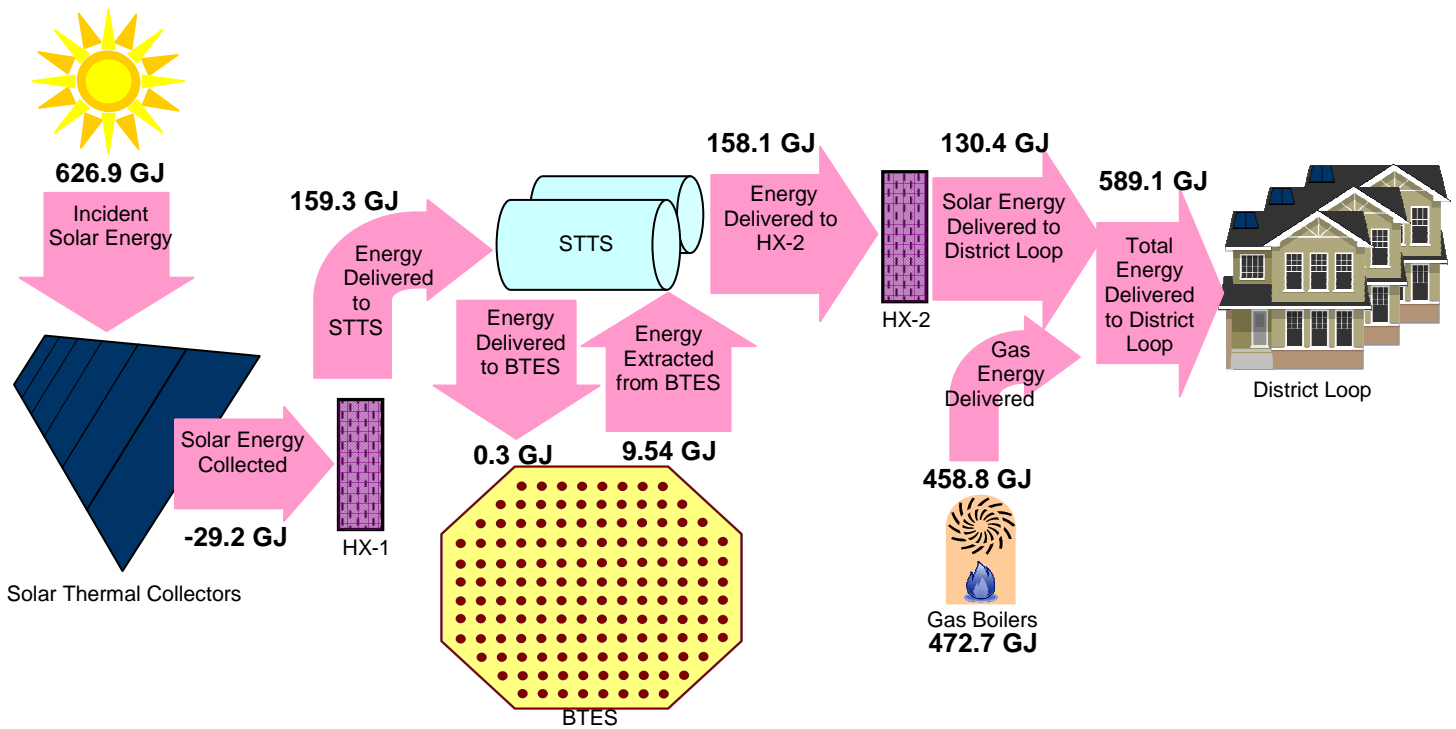 626.9 GJ
Incident
Solar Energy
Solar Thermal Collectors
Solar Energy
Collected
-29.2 GJ
HX-1
159.3 GJ
Energy
Delivered
to
STTS
STTS
Energy
Delivered
to BTES
0.3 GJ
Energy
Extracted
from BTES
9.54 GJ
BTES
158.1 GJ
Energy
Delivered to
HX-2
HX-2
130.4 GJ
Solar Energy
Delivered to
District Loop
Gas
Energy
Delivered
458.8 GJ
Gas Boilers
472.7 GJ
589.1 GJ
Total
Energy
Delivered
to District
Loop
District Loop